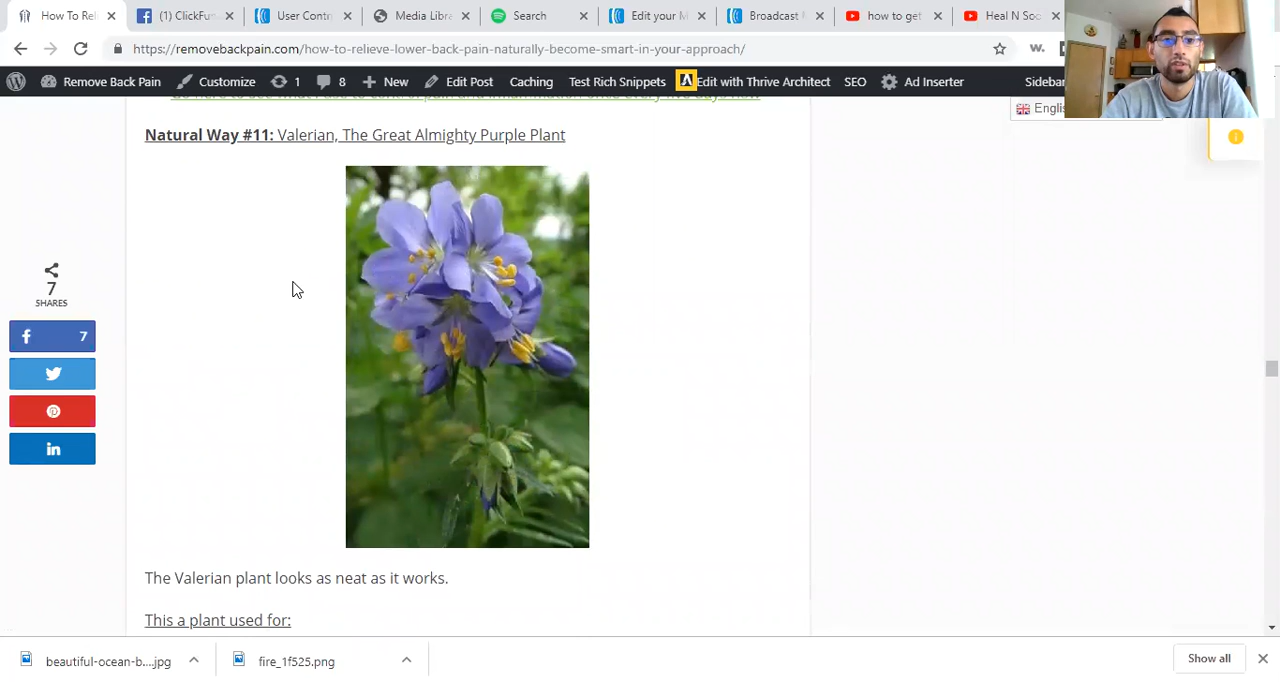 How To Reli
(1) ClickFun
User Contr
Media Libra
Search
Edit your M
Broadcast
how to get
Heal N Soo
https://removebackpain.com/how-to-relieve-lower-back-pain-naturally-become-smart-in-your-approach/
w.
Remove Back Pain
Customize
1
8
New
Edit Post
Caching
Test Rich Snippets
Edit with Thrive Architect
SEO
Ad Inserter
Sidebar
Englis
Natural Way #11: Valerian, The Great Almighty Purple Plant
7
SHARES
7
The Valerian plant looks as neat as it works.
This a plant used for:
beautiful-ocean-b....jpg
fire_1f525.png
Show all